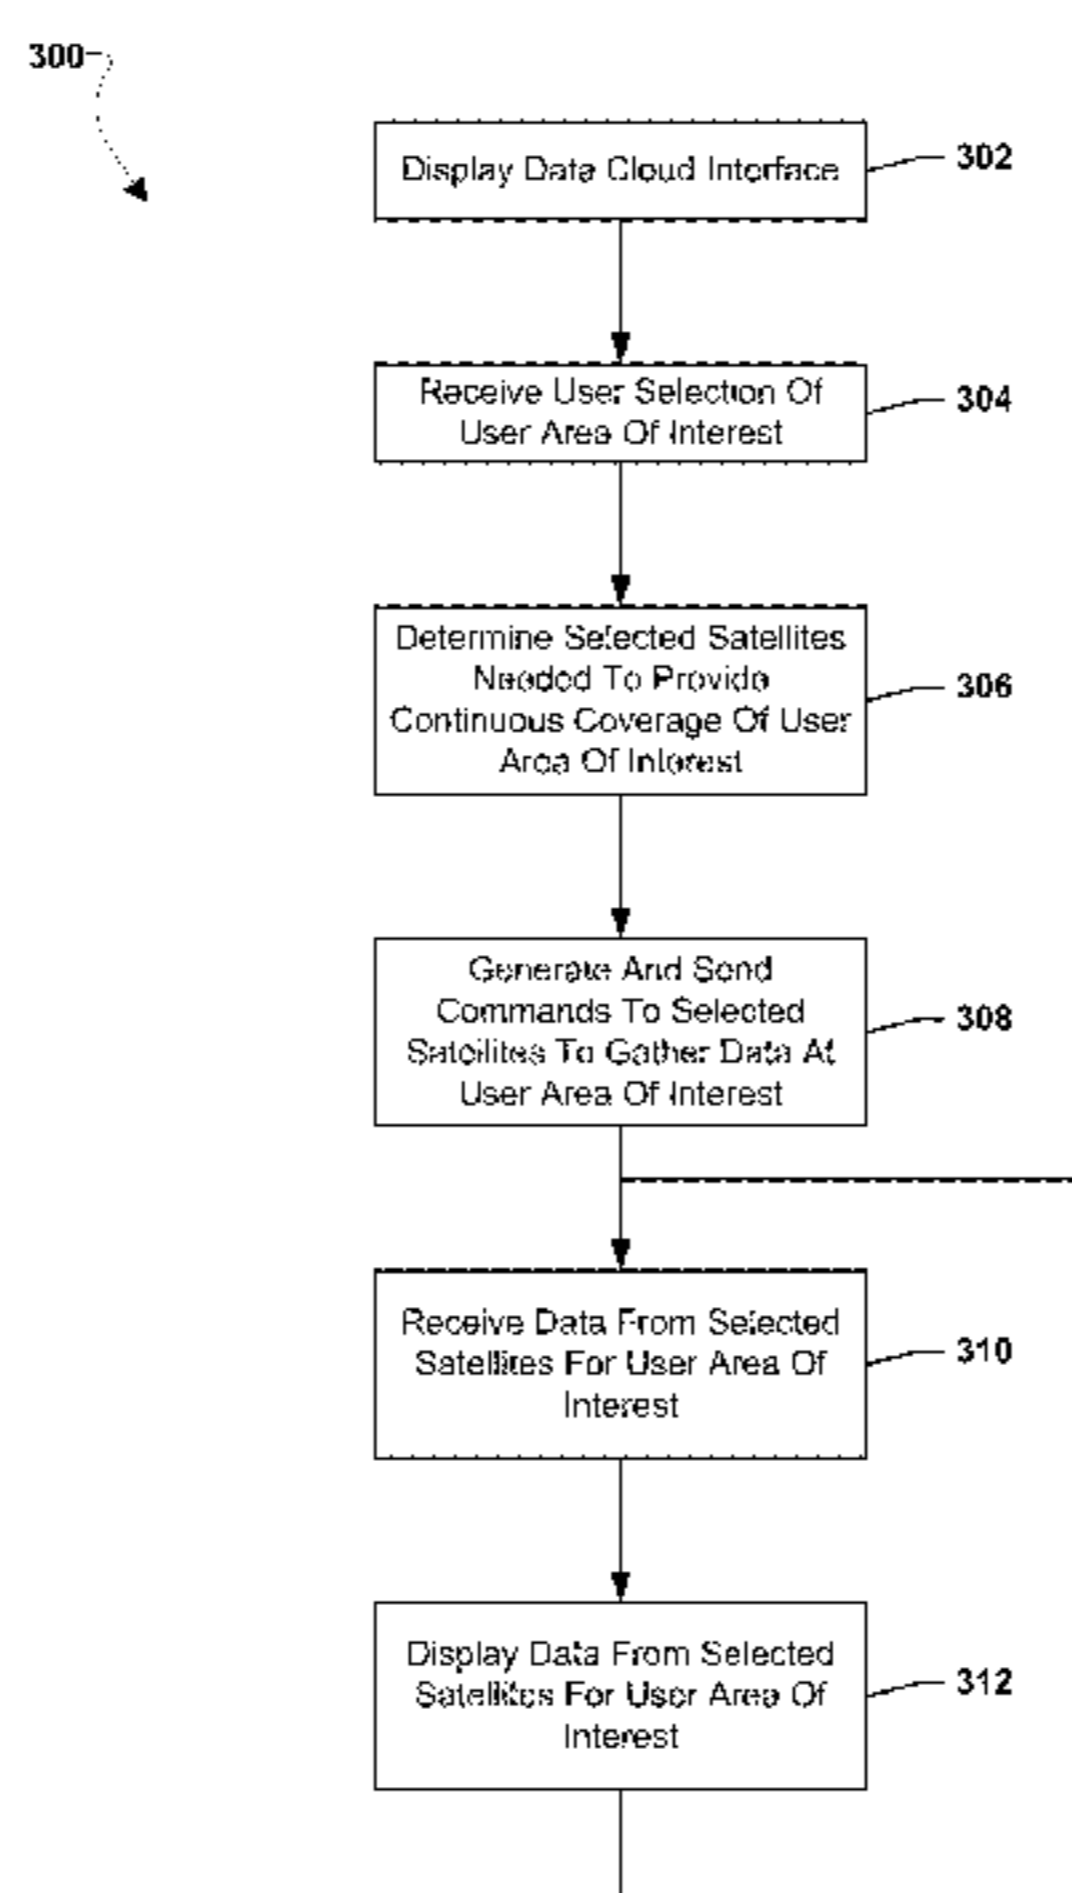 300
Display Data Cloud Interface
302
Receive User Selection Of
User Area Of Interest
304
Determine Selected Satellites
Needed To Provide
Continuous Coverage Of User
Area Of Interest
306
Generate And Send
Commands To Selected
Satellites To Gather Data At
User Area Of Interest
308
Receive Data From Selected
Satellites For User Area Of
Interest
310
Display Data From Selected
Satellites For User Area Of
Interest
312